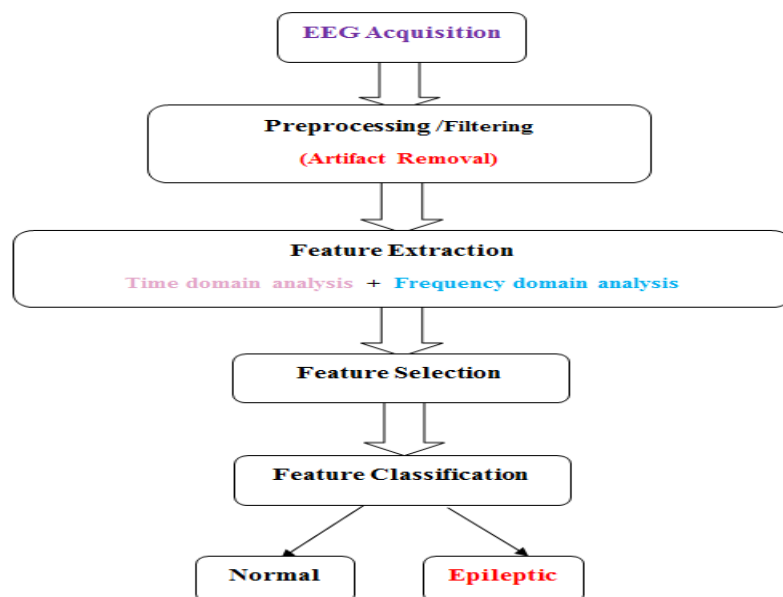 EEG Acquisition
Preprocessing /Filtering
(Artifact Removal)
Feature Extraction
Time domain analysis + Frequency domain analysis
Feature Selection
Feature Classification
Normal
Epileptic